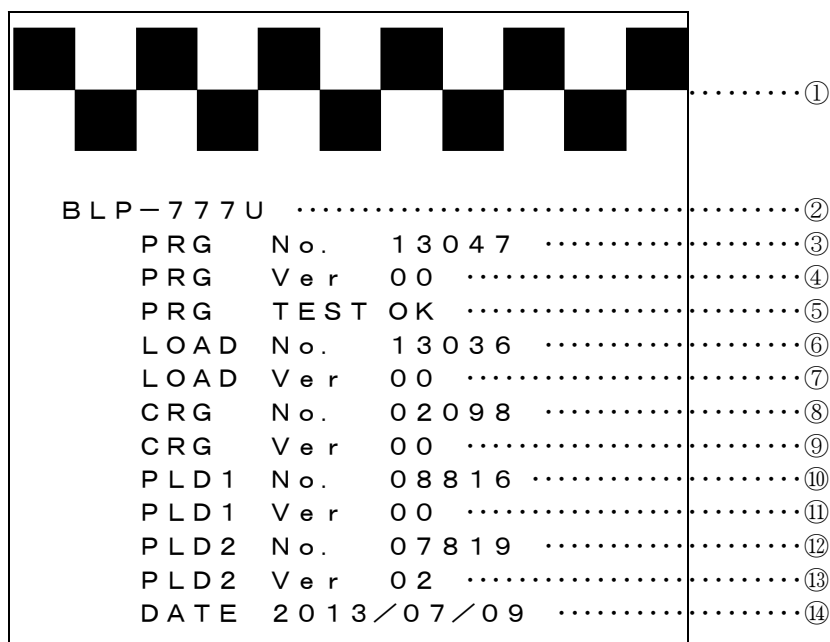 ①
BLP－777U ･････････････････････････････････････② 
PRG No. 13047 ･･････････････････③
PRG Ver 00 ････････････････････････④
PRG TEST OK ････････････････････････⑤
LOAD No. 13036 ･･････････････････⑥
LOAD Ver 00 ････････････････････････⑦
CRG No. 02098 ･･････････････････⑧
CRG Ver 00 ････････････････････････⑨
PLD1 No. 08816 ･･･････････････････⑩
PLD1 Ver 00 ････････････････････････⑪
PLD2 No. 07819 ･･････････････････⑫
PLD2 Ver 02 ････････････････････････⑬
DATE 2013／07／09 ･････････････････⑭